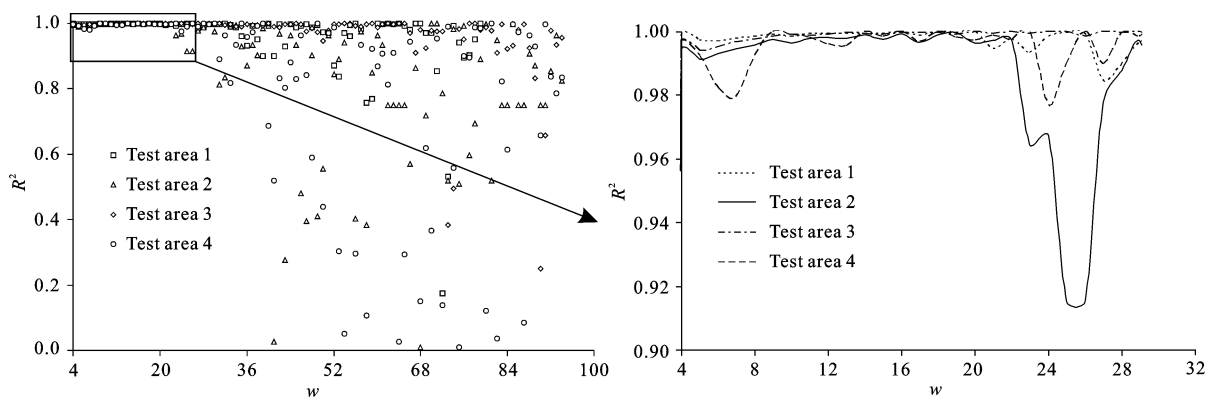 1.0
0.8
0.6
0.4
0.2
0.0
R²
4 20 36 52 68 84 100
w
Test area 1
Test area 2
Test area 3
Test area 4
1.00
0.98
0.96
0.94
0.92
0.90
R²
4 8 12 16 20 24 28 32
w
Test area 1
Test area 2
Test area 3
Test area 4